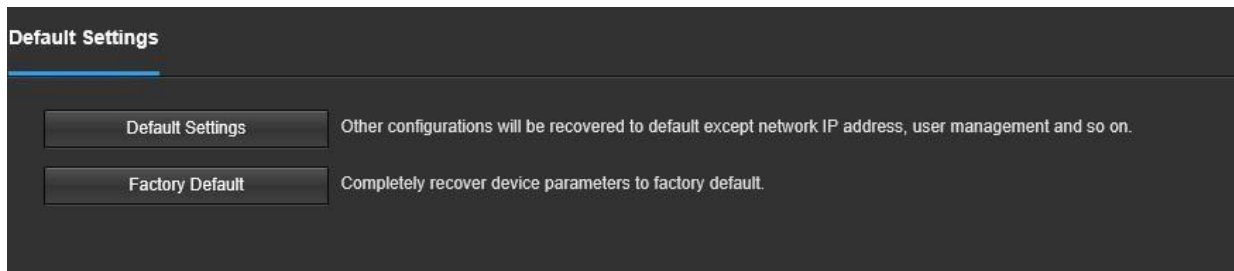 Default Settings
Default Settings Other configurations will be recovered to default except network IP address, user management and so on.
Factory Default Completely recover device parameters to factory default.